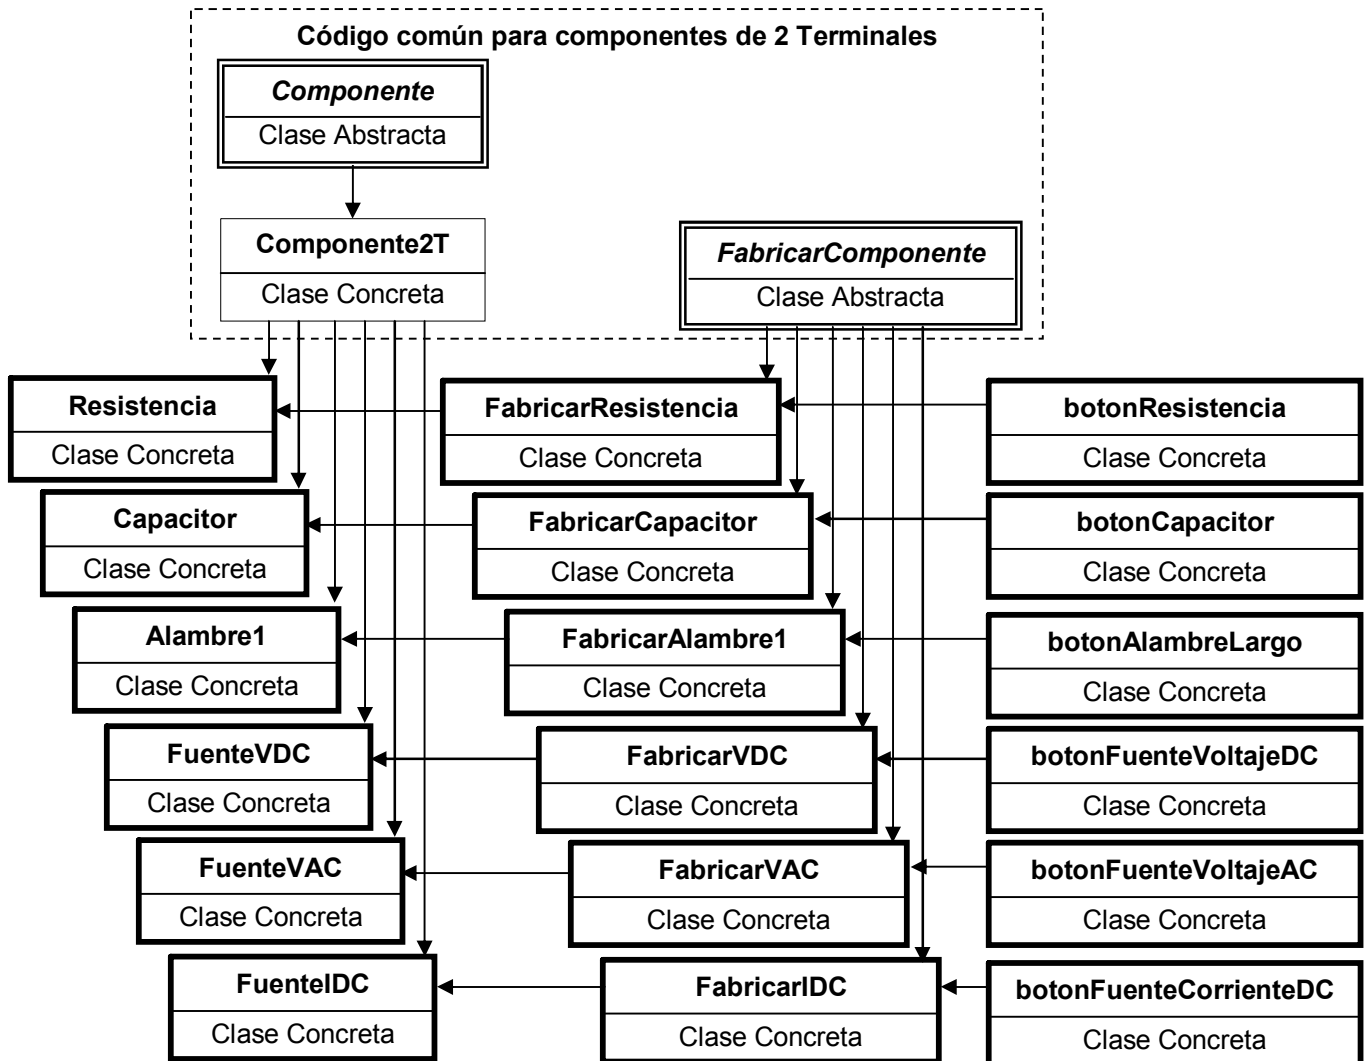 Código común para componentes de 2 Terminales
Componente
Clase Abstracta
Componente2T
Clase Concreta
FabricarComponente
Clase Abstracta
Resistencia
Clase Concreta
FabricarResistencia
Clase Concreta
botonResistencia
Clase Concreta
Capacitor
Clase Concreta
FabricarCapacitor
Clase Concreta
botonCapacitor
Clase Concreta
Alambre1
Clase Concreta
FabricarAlambre1
Clase Concreta
botonAlambreLargo
Clase Concreta
FuenteVDC
Clase Concreta
FabricarVDC
Clase Concreta
botonFuenteVoltajeDC
Clase Concreta
FuenteVAC
Clase Concreta
FabricarVAC
Clase Concreta
botonFuenteVoltajeAC
Clase Concreta
FuenteIDC
Clase Concreta
FabricarIDC
Clase Concreta
botonFuenteCorrienteDC
Clase Concreta